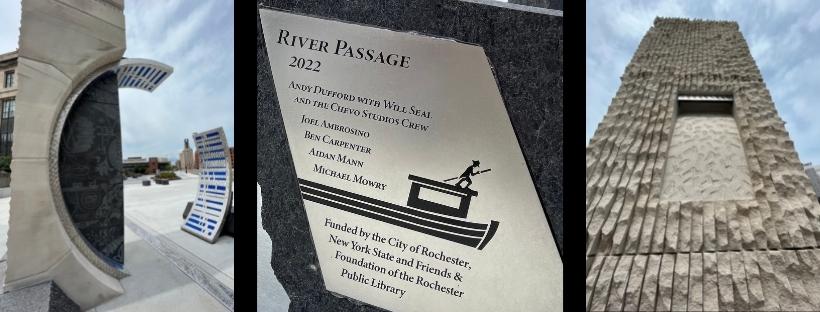 River Passage
2022
Andy Dufford with Will Seal
and the Chevo Studios Crew
Joel Ambrosino
Ben Carpenter
Aidan Mann
Michael Mowry
Funded by the City of Rochester,
New York State and Friends &
Foundation of the Rochester
Public Library